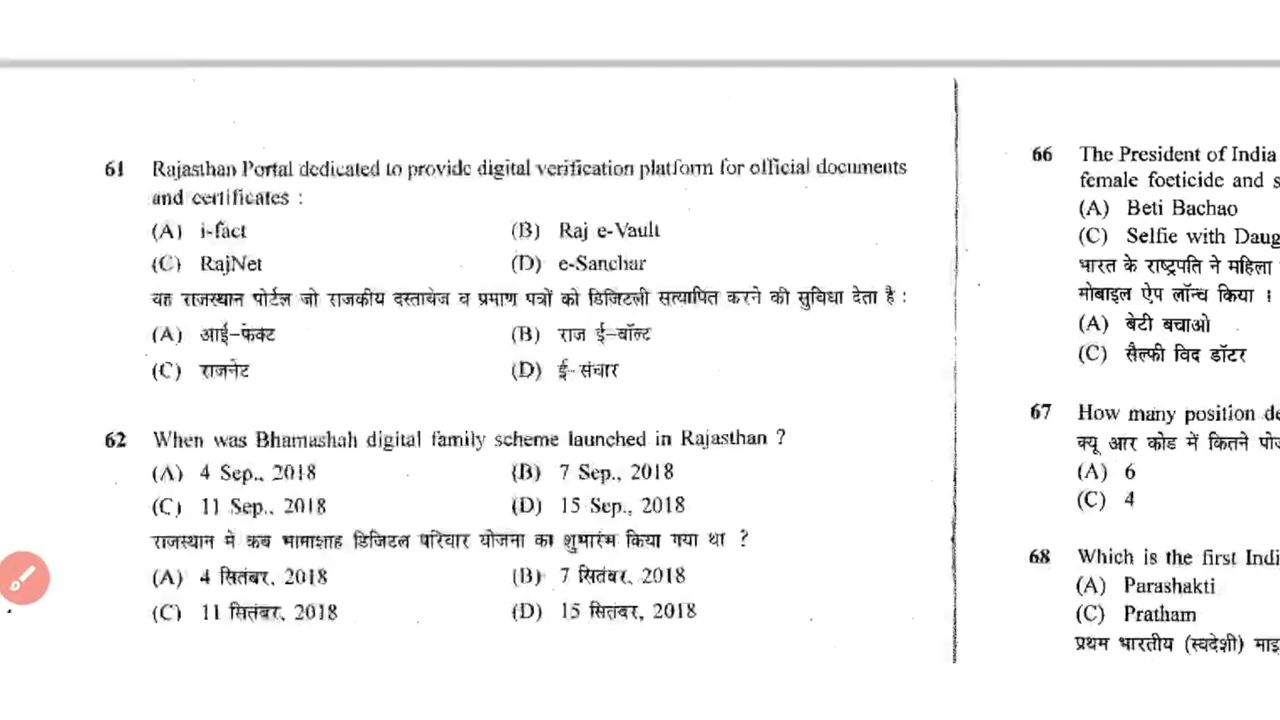 61 Rajasthan Portal dedicated to provide digital verification platform for official documents
and certificates :
(A) i-fact (B) Raj e-Vault
(C) RajNet (D) e-Sanchar
यह राजस्थान पोर्टल जो राजकीय दस्तावेज व प्रमाण पत्रों को डिजिटली सत्यापित करने की सुविधा देता है :
(A) आई-फेक्ट (B) राज ई-वॉल्ट
(C) राजनेट (D) ई-संचार
62 When was Bhamashah digital family scheme launched in Rajasthan ?
(A) 4 Sep., 2018 (B) 7 Sep., 2018
(C) 11 Sep., 2018 (D) 15 Sep., 2018
राजस्थान में कब भामाशाह डिजिटल परिवार योजना का शुभारंम किया गया था ?
(A) 4 सितंबर, 2018 (B) 7 सितंबर, 2018
(C) 11 सितंबर, 2018 (D) 15 सितंबर, 2018
66 The President of India
female foeticide and s
(A) Beti Bachao
(C) Selfie with Daug
भारत के राष्ट्रपति ने महिला
मोबाइल ऐप लॉन्च किया ।
(A) बेटी बचाओ
(C) सैल्फी विद डॉटर
67 How many position de
क्यू आर कोड में कितने पोज
(A) 6
(C) 4
68 Which is the first Indi
(A) Parashakti
(C) Pratham
प्रथम भारतीय (स्वदेशी) माइ